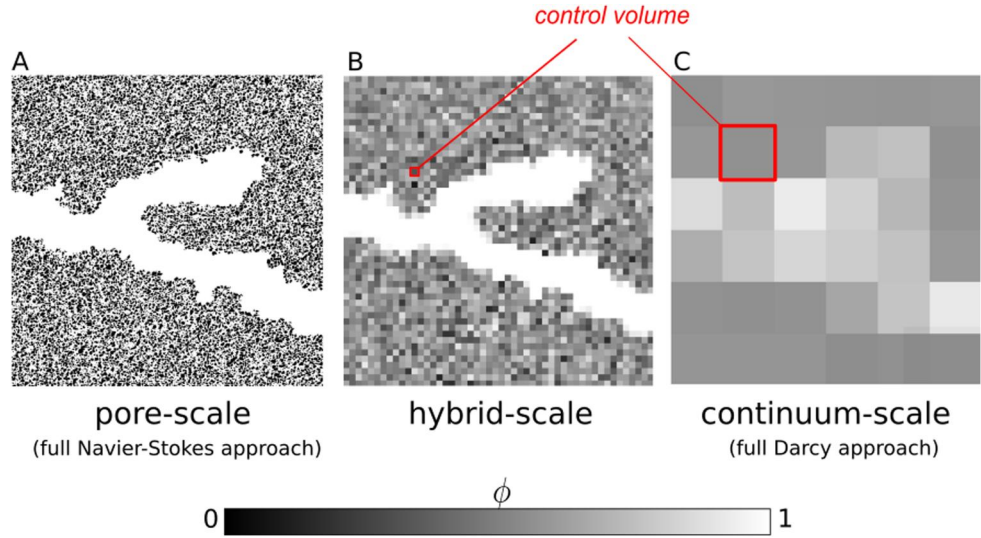 control volume
A
B
C
pore-scale
(full Navier-Stokes approach)
hybrid-scale
continuum-scale
(full Darcy approach)
ϕ
0
1